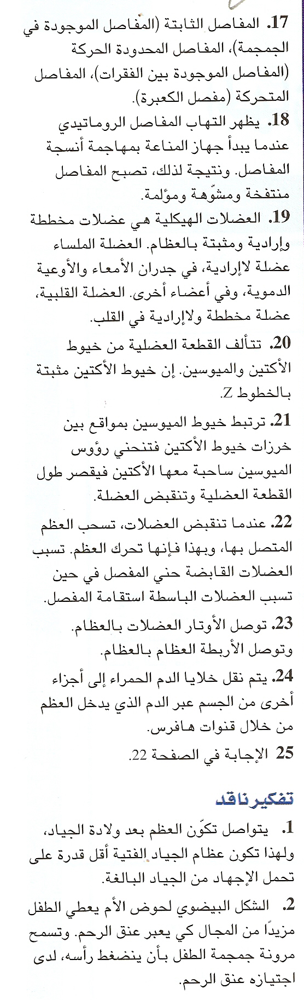 17. المفاصل الثابتة (المفاصل الموجودة في
الجمجمة)، المفاصل المحدودة الحركة
(المفاصل الموجودة بين الفقرات)، المفاصل
المتحركة (مفصل الكعبرة).
18. يظهر التهاب المفاصل الروماتيدي
عندما يبدأ جهاز المناعة بمهاجمة أنسجة
المفاصل. ونتيجة لذلك، تصبح المفاصل
منتفخة ومشوّهة ومؤلمة.
19. العضلات الهيكلية هي عضلات مخططة
وإرادية ومثبتة بالعظام. العضلة الملساء
عضلة لاإرادية، في جدران الأمعاء والأوعية
الدموية، وفي أعضاء أخرى. العضلة القلبية،
عضلة مخططة ولاإرادية في القلب.
20. تتألف القطعة العضلية من خيوط
الأكتين والميوسين. إن خيوط الأكتين مثبتة
بالخطوط Z.
21. ترتبط خيوط الميوسين بمواقع بين
خرزات خيوط الأكتين فتنحني رؤوس
الميوسين ساحبة معها الأكتين فيقصر طول
القطعة العضلية وتنقبض العضلة.
22. عندما تنقبض العضلات، تسحب العظم
المتصل بها، وبهذا فإنها تحرك العظم. تسبب
العضلات القابضة حني المفصل في حين
تسبب العضلات الباسطة استقامة المفصل.
23. توصل الأوتار العضلات بالعظام.
وتوصل الأربطة العظام بالعظام.
24. يتم نقل خلايا الدم الحمراء إلى أجزاء
أخرى من الجسم عبر الدم الذي يدخل العظم
من خلال قنوات هافرس.
25 الإجابة في الصفحة 22.
تفكير ناقد
1. يتواصل تكوّن العظم بعد ولادة الجياد،
ولهذا تكون عظام الجياد الفتية أقل قدرة على
تحمل الإجهاد من الجياد البالغة.
2. الشكل البيضوي لحوض الأم يعطي الطفل
مزيدًا من المجال كي يعبر عنق الرحم. وتسمح
مرونة جمجمة الطفل بأن ينضغط رأسه، لدى
اجتيازه عنق الرحم.